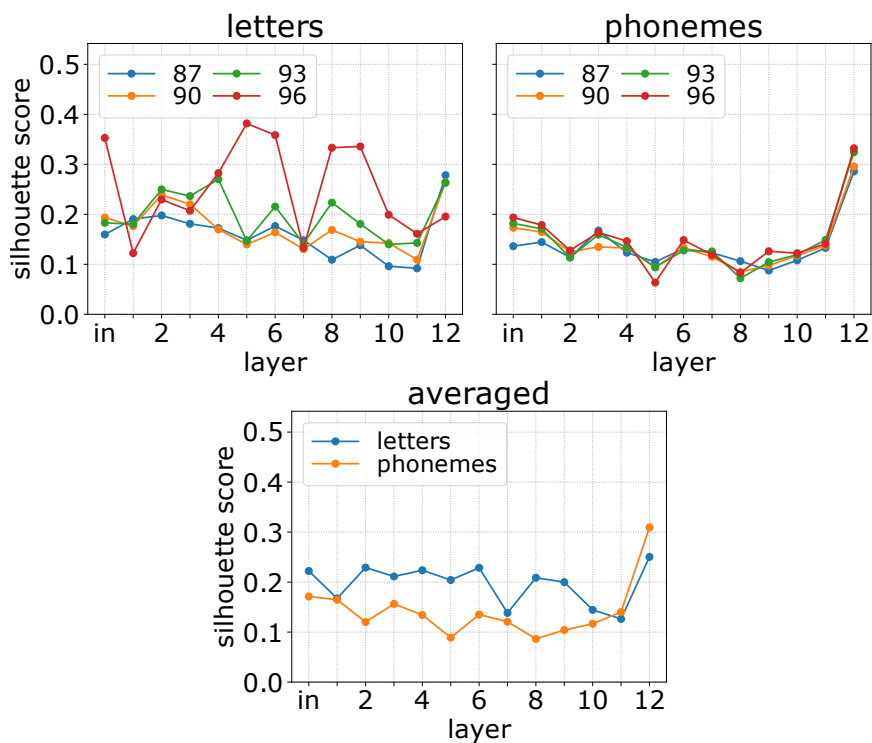 letters
87 93
90 96
silhouette score
0.5
0.4
0.3
0.2
0.1
0.0
in 2 4 6 8 10 12
layer
phonemes
87 93
90 96
in 2 4 6 8 10 12
layer
averaged
letters
phonemes
silhouette score
0.5
0.4
0.3
0.2
0.1
0.0
in 2 4 6 8 10 12
layer